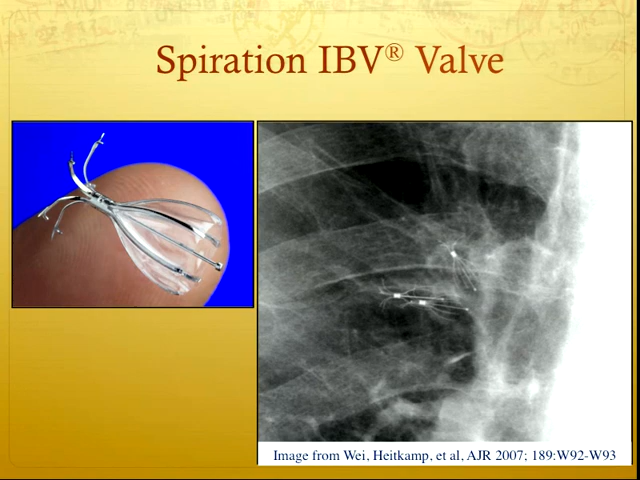 Spiration IBV® Valve
Image from Wei, Heitkamp, et al, AJR 2007; 189:W92-W93